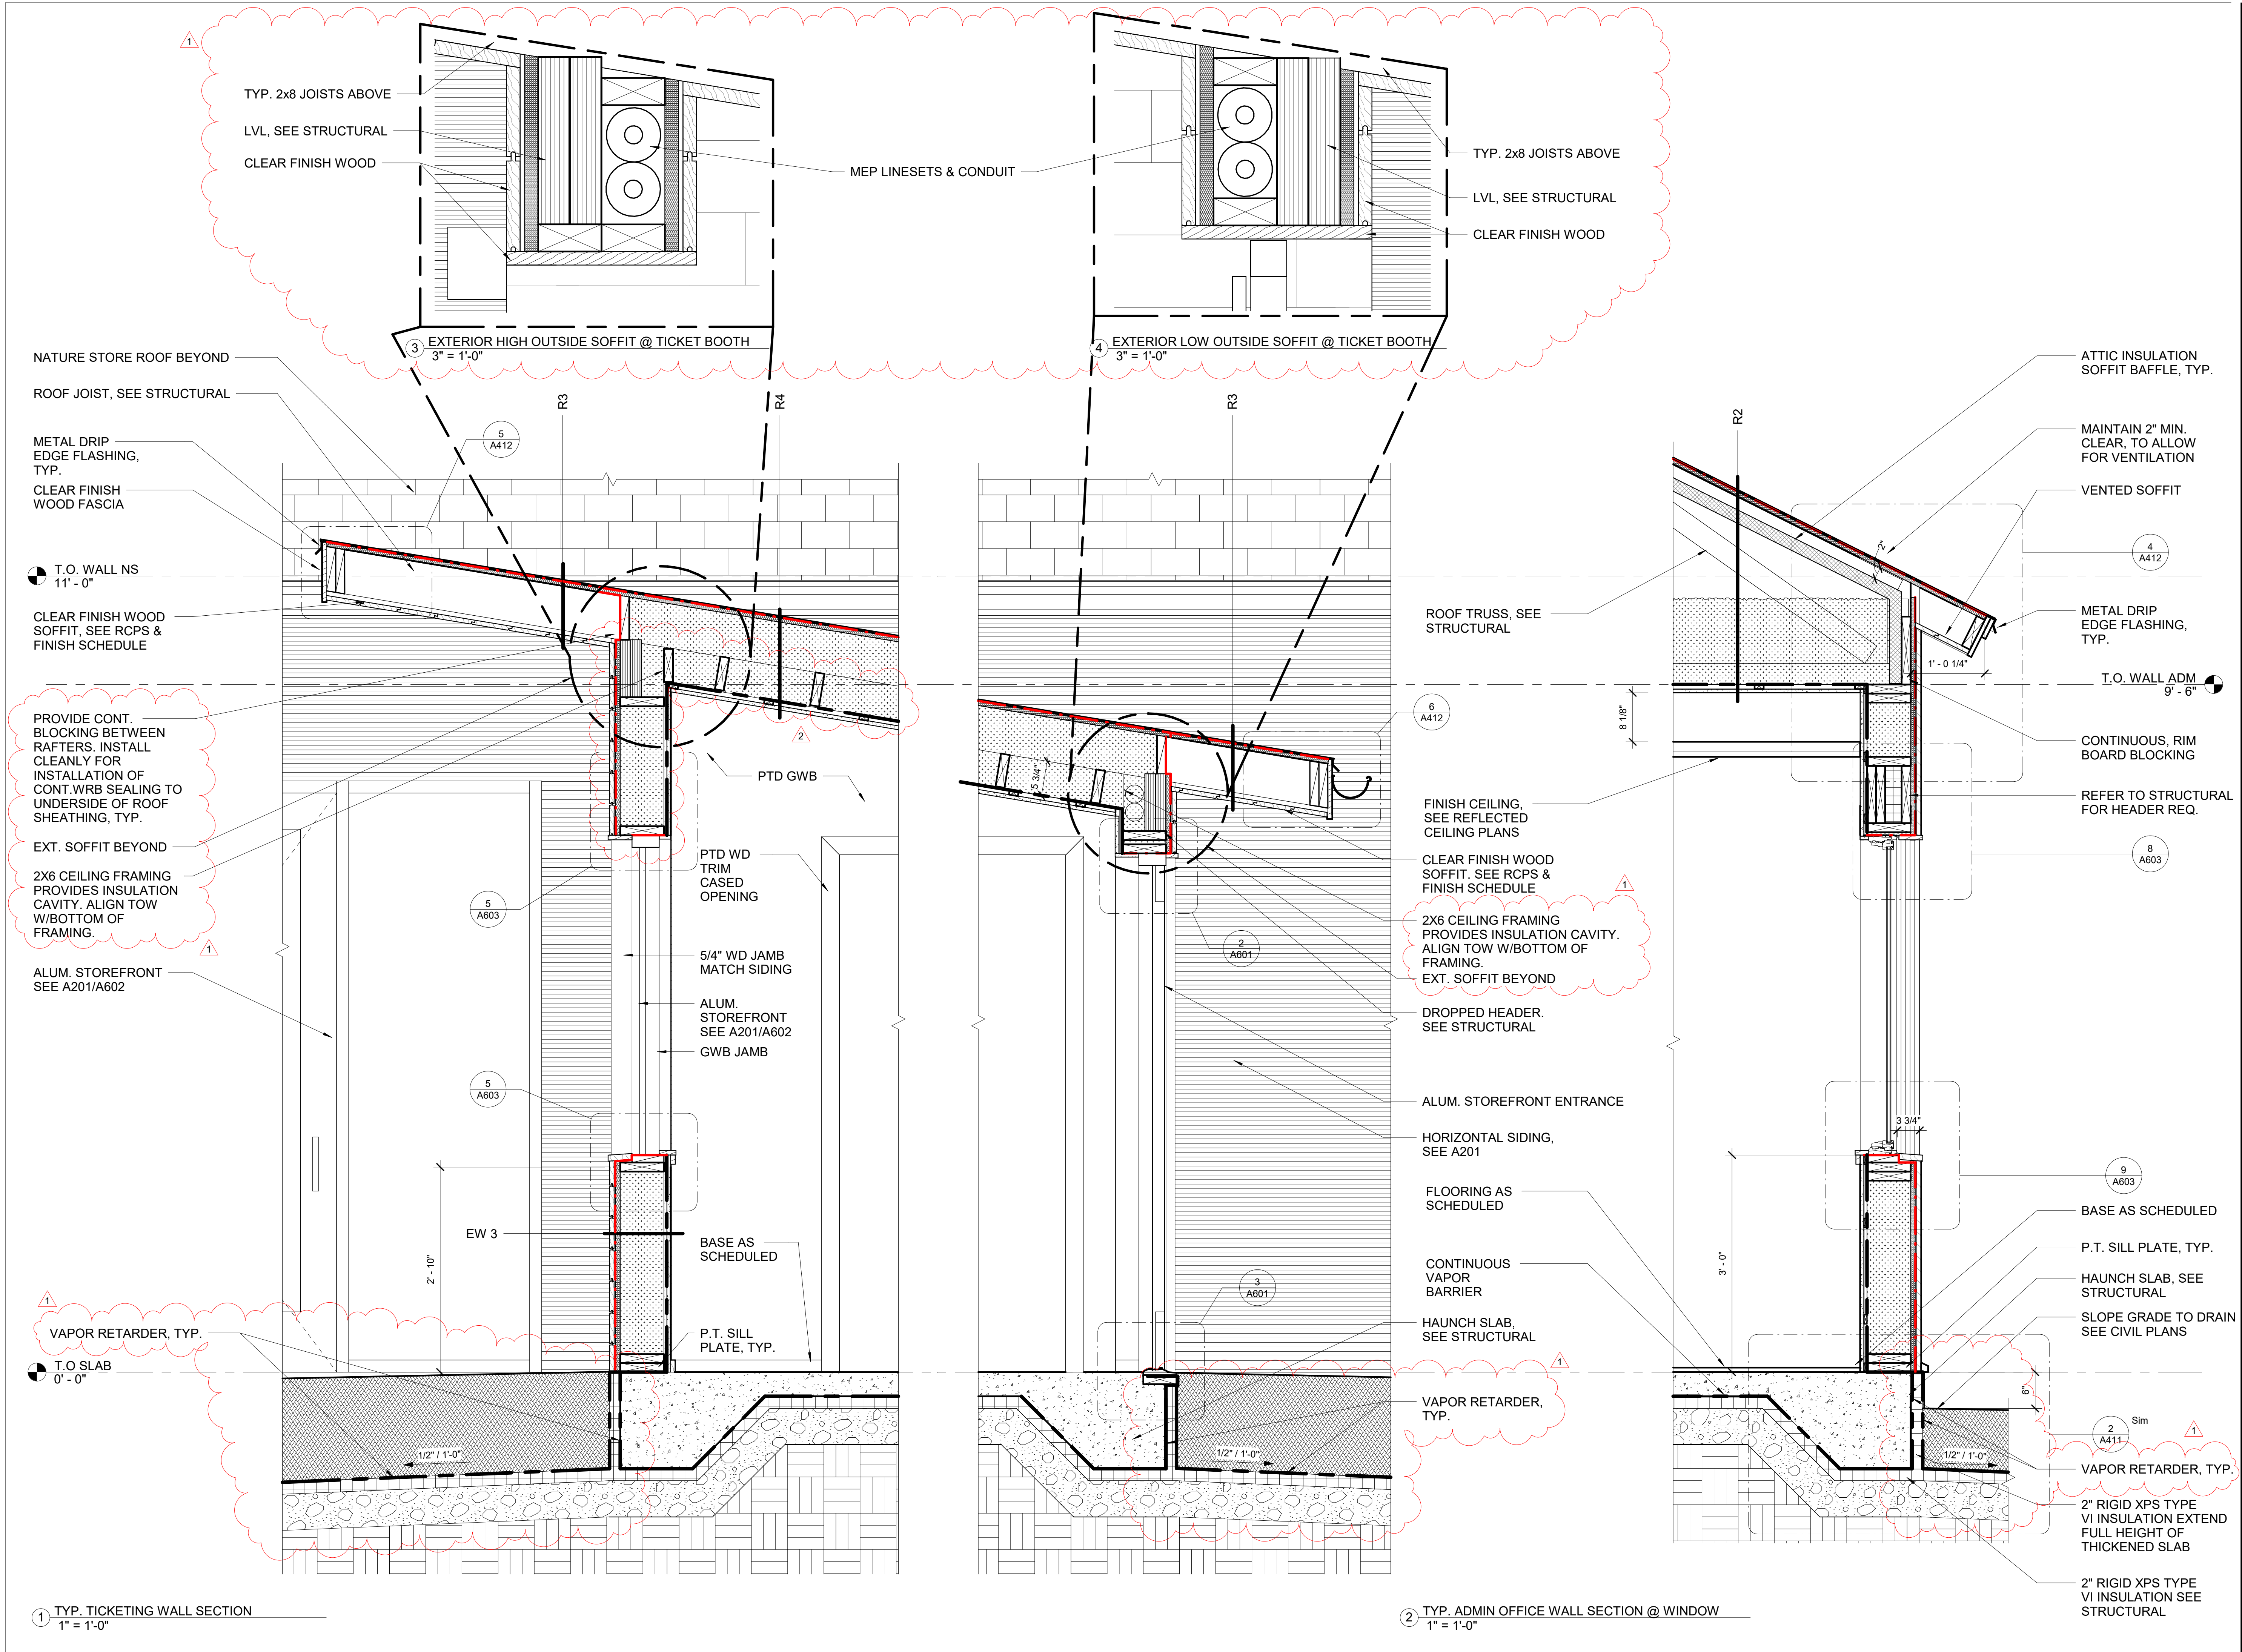 1
TYP. 2x8 JOISTS ABOVE
LVL, SEE STRUCTURAL
CLEAR FINISH WOOD
MEP LINESETS & CONDUIT
TYP. 2x8 JOISTS ABOVE
LVL, SEE STRUCTURAL
CLEAR FINISH WOOD
3 EXTERIOR HIGH OUTSIDE SOFFIT @ TICKET BOOTH
3" = 1'-0"
4 EXTERIOR LOW OUTSIDE SOFFIT @ TICKET BOOTH
3" = 1'-0"
NATURE STORE ROOF BEYOND
ROOF JOIST, SEE STRUCTURAL
METAL DRIP
EDGE FLASHING,
TYP.
CLEAR FINISH
WOOD FASCIA
T.O. WALL NS
11' - 0"
CLEAR FINISH WOOD
SOFFIT, SEE RCPS &
FINISH SCHEDULE
PROVIDE CONT.
BLOCKING BETWEEN
RAFTERS. INSTALL
CLEANLY FOR
INSTALLATION OF
CONT.WRB SEALING TO
UNDERSIDE OF ROOF
SHEATHING, TYP.
EXT. SOFFIT BEYOND
2X6 CEILING FRAMING
PROVIDES INSULATION
CAVITY. ALIGN TOW
W/BOTTOM OF
FRAMING.
1
ALUM. STOREFRONT
SEE A201/A602
1
VAPOR RETARDER, TYP.
T.O SLAB
0' - 0"
5
A412
R3
R4
2
PTD GWB
PTD WD
TRIM
CASED
OPENING
5
A603
5/4" WD JAMB
MATCH SIDING
ALUM.
STOREFRONT
SEE A201/A602
GWB JAMB
5
A603
2' - 10"
EW 3
BASE AS
SCHEDULED
P.T. SILL
PLATE, TYP.
1/2" / 1'-0"
1 TYP. TICKETING WALL SECTION
1" = 1'-0"
R3
5 3/4"
6
A412
2
A601
3
A601
1/2" / 1'-0"
ROOF TRUSS, SEE
STRUCTURAL
FINISH CEILING,
SEE REFLECTED
CEILING PLANS
CLEAR FINISH WOOD
SOFFIT. SEE RCPS &
FINISH SCHEDULE
1
2X6 CEILING FRAMING
PROVIDES INSULATION CAVITY.
ALIGN TOW W/BOTTOM OF
FRAMING.
EXT. SOFFIT BEYOND
DROPPED HEADER.
SEE STRUCTURAL
ALUM. STOREFRONT ENTRANCE
HORIZONTAL SIDING,
SEE A201
FLOORING AS
SCHEDULED
CONTINUOUS
VAPOR
BARRIER
HAUNCH SLAB,
SEE STRUCTURAL
1
VAPOR RETARDER,
TYP.
2 TYP. ADMIN OFFICE WALL SECTION @ WINDOW
1" = 1'-0"
R2
2"
8 1/8"
1' - 0 1/4"
3 3/4"
3' - 0"
6"
1/2" / 1'-0"
ATTIC INSULATION
SOFFIT BAFFLE, TYP.
MAINTAIN 2" MIN.
CLEAR, TO ALLOW
FOR VENTILATION
VENTED SOFFIT
4
A412
METAL DRIP
EDGE FLASHING,
TYP.
T.O. WALL ADM
9' - 6"
CONTINUOUS, RIM
BOARD BLOCKING
REFER TO STRUCTURAL
FOR HEADER REQ.
8
A603
9
A603
BASE AS SCHEDULED
P.T. SILL PLATE, TYP.
HAUNCH SLAB, SEE
STRUCTURAL
SLOPE GRADE TO DRAIN
SEE CIVIL PLANS
2
A411
Sim
1
VAPOR RETARDER, TYP.
2" RIGID XPS TYPE
VI INSULATION EXTEND
FULL HEIGHT OF
THICKENED SLAB
2" RIGID XPS TYPE
VI INSULATION SEE
STRUCTURAL